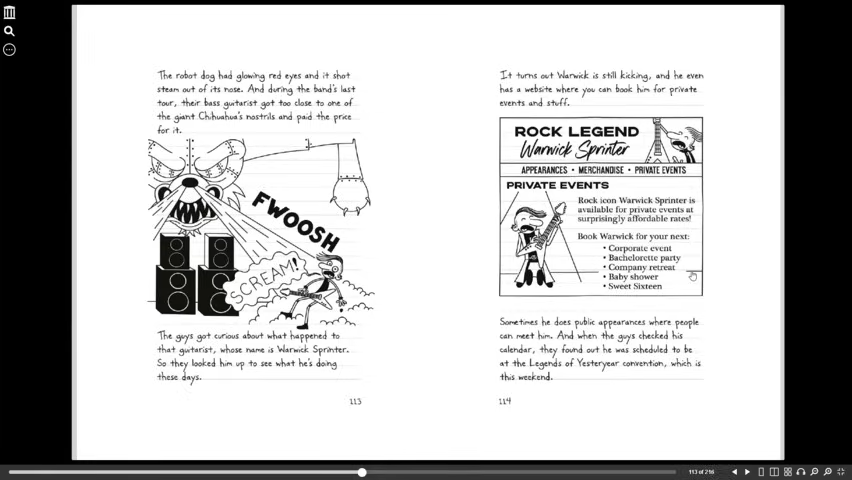 The robot dog had glowing red eyes and it shot
steam out of its nose. And during the band's last
tour, their bass guitarist got too close to one of
the giant Chihuahua's nostrils and paid the price
for it.
FWOOSH
SCREAM!
The guys got curious about what happened to
that guitarist, whose name is Warwick Sprinter.
So they looked him up to see what he's doing
these days.
113
It turns out Warwick is still kicking, and he even
has a website where you can book him for private
events and stuff.
ROCK LEGEND
Warwick Sprinter
APPEARANCES • MERCHANDISE • PRIVATE EVENTS
PRIVATE EVENTS
Rock icon Warwick Sprinter is
available for private events at
surprisingly affordable rates!
Book Warwick for your next:
• Corporate event
• Bachelorette party
• Company retreat
• Baby shower
• Sweet Sixteen
Sometimes he does public appearances where people
can meet him. And when the guys checked his
calendar, they found out he was scheduled to be
at the Legends of Yesteryear convention, which is
this weekend.
114
113 of 216